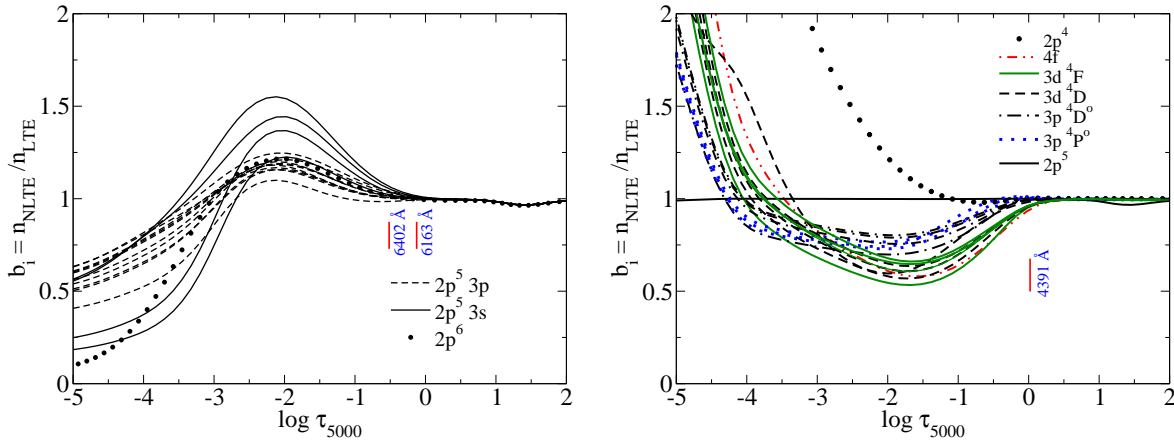 b_i = n_NLTE / n_LTE
2
1.5
1
0.5
0
-5 -4 -3 -2 -1 0 1 2
log τ_5000
6402 Å
6163 Å
2p^5 3p
2p^5 3s
2p^6
b_i = n_NLTE / n_LTE
2
1.5
1
0.5
0
-5 -4 -3 -2 -1 0 1 2
log τ_5000
2p^4
4f
3d ^4F
3d ^4D
3p ^4D^o
3p ^4P^o
2p^5
4391 Å